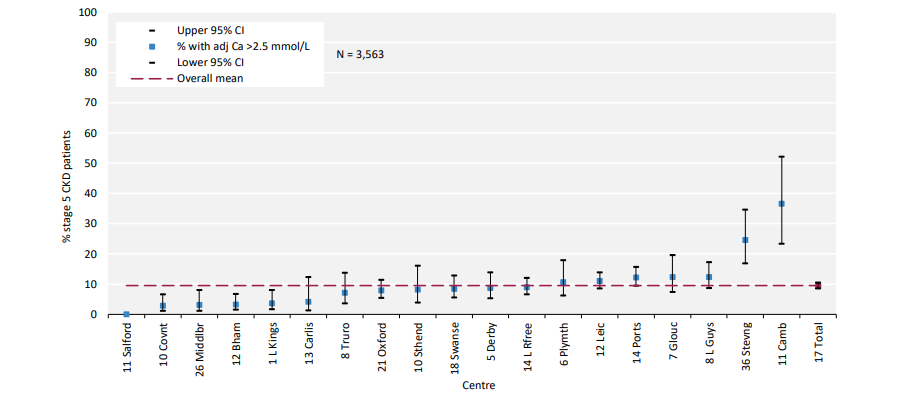 100
90
80
70
60
50
40
30
20
10
0
% stage 5 CKD patients
Upper 95% CI
% with adj Ca >2.5 mmol/L
Lower 95% CI
Overall mean
N = 3,563
11 Salford
10 Covnt
26 Middlbr
12 Bham
1 L Kings
13 Carlis
8 Truro
21 Oxford
10 Sthend
18 Swanse
5 Derby
14 L Rfree
6 Plymth
12 Leic
14 Ports
7 Glouc
8 L Guys
36 Stevng
11 Camb
17 Total
Centre